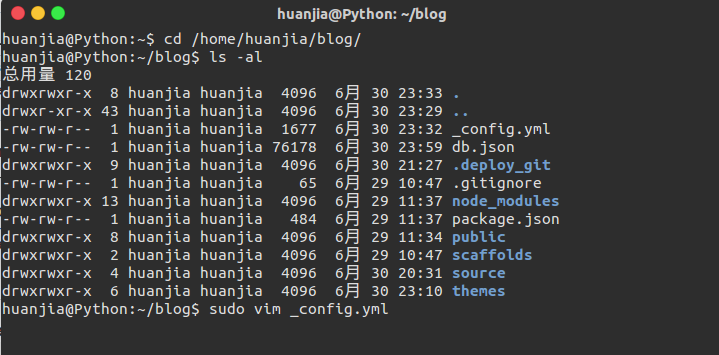 huanjia@Python: ~/blog
huanjia@Python:~$ cd /home/huanjia/blog/
huanjia@Python:~/blog$ ls -al
总用量 120
drwxrwxr-x  8 huanjia huanjia  4096  6月 30 23:33 .
drwxr-xr-x 43 huanjia huanjia  4096  6月 30 23:29 ..
-rw-rw-r--  1 huanjia huanjia  1677  6月 30 23:32 _config.yml
-rw-rw-r--  1 huanjia huanjia 76178  6月 30 23:59 db.json
drwxrwxr-x  9 huanjia huanjia  4096  6月 30 21:27 .deploy_git
-rw-rw-r--  1 huanjia huanjia    65  6月 29 10:47 .gitignore
drwxrwxr-x 13 huanjia huanjia  4096  6月 29 11:37 node_modules
-rw-rw-r--  1 huanjia huanjia   484  6月 29 11:37 package.json
drwxrwxr-x  8 huanjia huanjia  4096  6月 29 11:34 public
drwxrwxr-x  2 huanjia huanjia  4096  6月 29 10:47 scaffolds
drwxrwxr-x  4 huanjia huanjia  4096  6月 30 20:31 source
drwxrwxr-x  6 huanjia huanjia  4096  6月 30 23:10 themes
huanjia@Python:~/blog$ sudo vim _config.yml